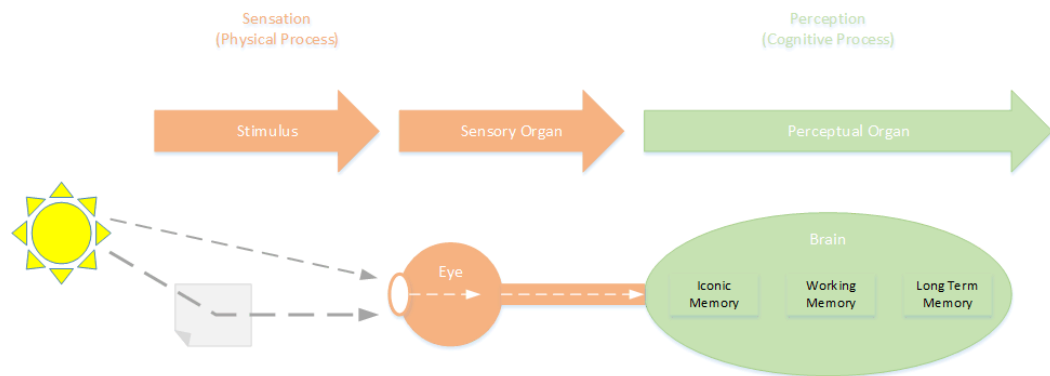 Sensation
(Physical Process)
Perception
(Cognitive Process)
Stimulus
Sensory Organ
Perceptual Organ
Eye
Brain
Iconic
Memory
Working
Memory
Long Term
Memory